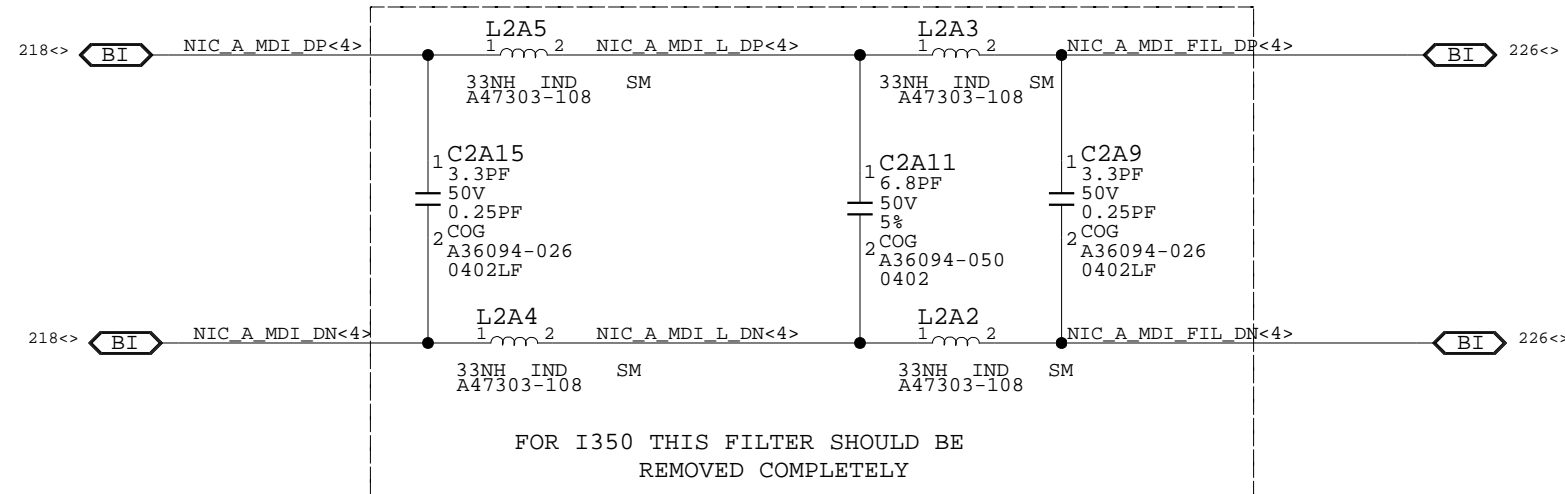 L2A5
L2A3
218<> BI NIC_A_MDI_DP<4> 1 2 NIC_A_MDI_L_DP<4> 1 2 NIC_A_MDI_FIL_DP<4> BI 226<>
33NH IND SM
A47303-108
33NH IND SM
A47303-108
1 C2A15
3.3PF
50V
0.25PF
2 COG
A36094-026
0402LF
1 C2A11
6.8PF
50V
5%
2 COG
A36094-050
0402
1 C2A9
3.3PF
50V
0.25PF
2 COG
A36094-026
0402LF
L2A4
L2A2
218<> BI NIC_A_MDI_DN<4> 1 2 NIC_A_MDI_L_DN<4> 1 2 NIC_A_MDI_FIL_DN<4> BI 226<>
33NH IND SM
A47303-108
33NH IND SM
A47303-108
FOR I350 THIS FILTER SHOULD BE
REMOVED COMPLETELY